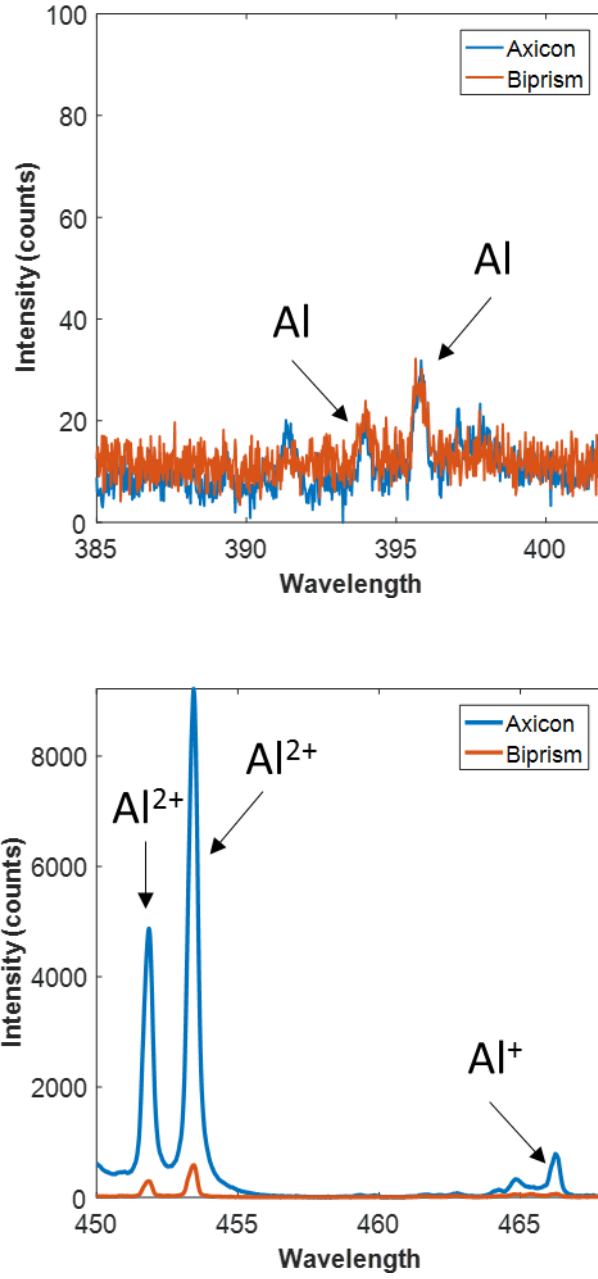 100
80
60
40
20
0
Intensity (counts)
Axicon
Biprism
Al
Al
385 390 395 400
Wavelength
8000
6000
4000
2000
0
Intensity (counts)
Axicon
Biprism
Al²⁺
Al²⁺
Al⁺
450 455 460 465
Wavelength